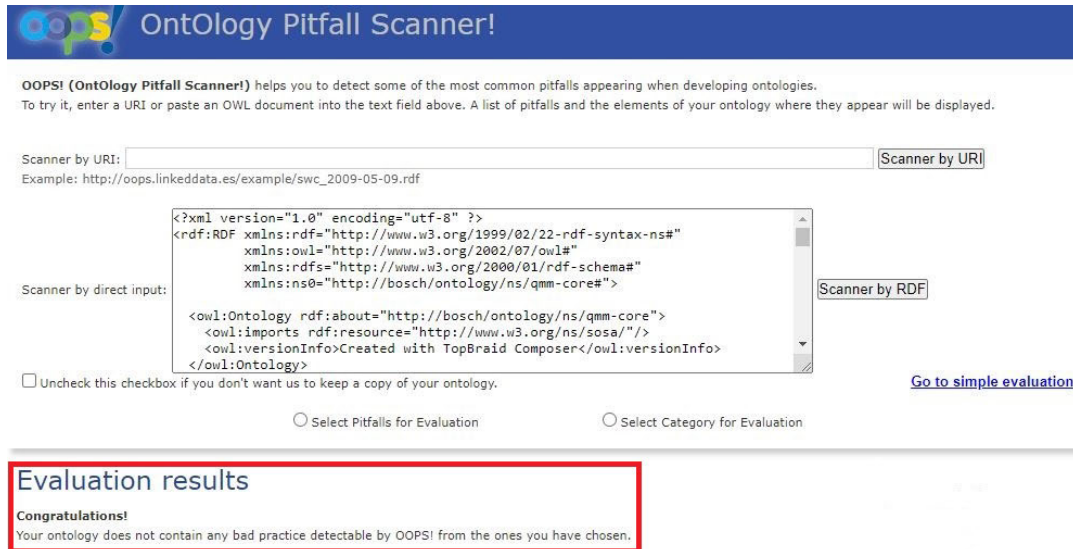 oops! OntOlogy Pitfall Scanner!
OOPS! (OntOlogy Pitfall Scanner!) helps you to detect some of the most common pitfalls appearing when developing ontologies.
To try it, enter a URI or paste an OWL document into the text field above. A list of pitfalls and the elements of your ontology where they appear will be displayed.
Scanner by URI: Scanner by URI
Example: http://oops.linkeddata.es/example/swc_2009-05-09.rdf
<?xml version="1.0" encoding="utf-8" ?>
<rdf:RDF xmlns:rdf="http://www.w3.org/1999/02/22-rdf-syntax-ns#"
xmlns:owl="http://www.w3.org/2002/07/owl#"
xmlns:rdfs="http://www.w3.org/2000/01/rdf-schema#"
xmlns:ns0="http://bosch/ontology/ns/qmm-core#">
Scanner by direct input: Scanner by RDF
<owl:Ontology rdf:about="http://bosch/ontology/ns/qmm-core">
<owl:imports rdf:resource="http://www.w3.org/ns/sosa/"/>
<owl:versionInfo>Created with TopBraid Composer</owl:versionInfo>
</owl:Ontology>
Uncheck this checkbox if you don't want us to keep a copy of your ontology. Go to simple evaluation
Select Pitfalls for Evaluation Select Category for Evaluation
Evaluation results
Congratulations!
Your ontology does not contain any bad practice detectable by OOPS! from the ones you have chosen.